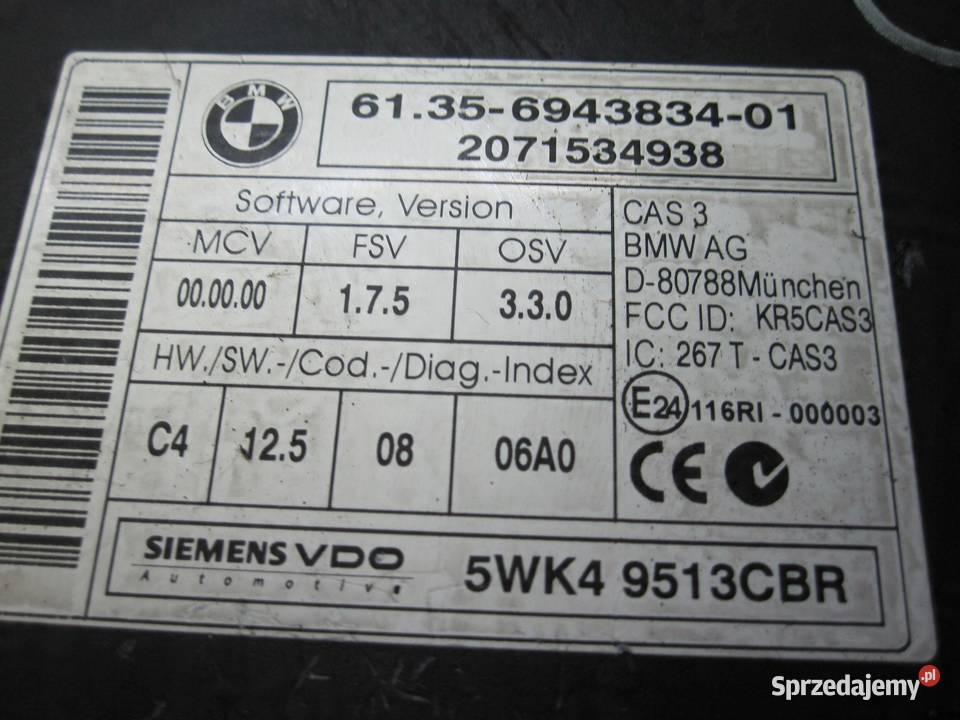 BMW
61.35-6943834-01
2071534938
Software, Version
MCV FSV OSV
00.00.00 1.7.5 3.3.0
HW./SW.-/Cod.-/Diag.-Index
C4 12.5 08 06A0
CAS 3
BMW AG
D-80788München
FCC ID: KR5CAS3
IC: 267 T - CAS3
E24 116RI - 000003
CE
SIEMENS VDO
Automotive
5WK4 9513CBR
Sprzedajemy.pl